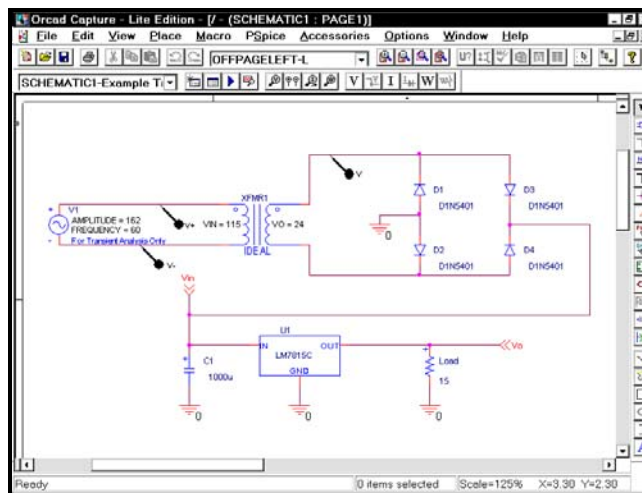 Orcad Capture - Lite Edition - [/ - (SCHEMATIC1 : PAGE1)]
File Edit View Place Macro PSpice Accessories Options Window Help
OFFPAGELEFT-L
SCHEMATIC1-Example Tr
V I W
V
XFMR1
D1
D1N5401
D3
D1N5401
V1
AMPLITUDE = 162
FREQUENCY = 60
For Transient Analysis Only
V+
VIN = 115
VO = 24
IDEAL
0
D2
D1N5401
D4
D1N5401
V-
Vin
U1
IN
OUT
LM7815C
GND
Vo
C1
1000u
Load
15
0
0
0
Ready
0 items selected
Scale=125%
X=3.30 Y=2.30